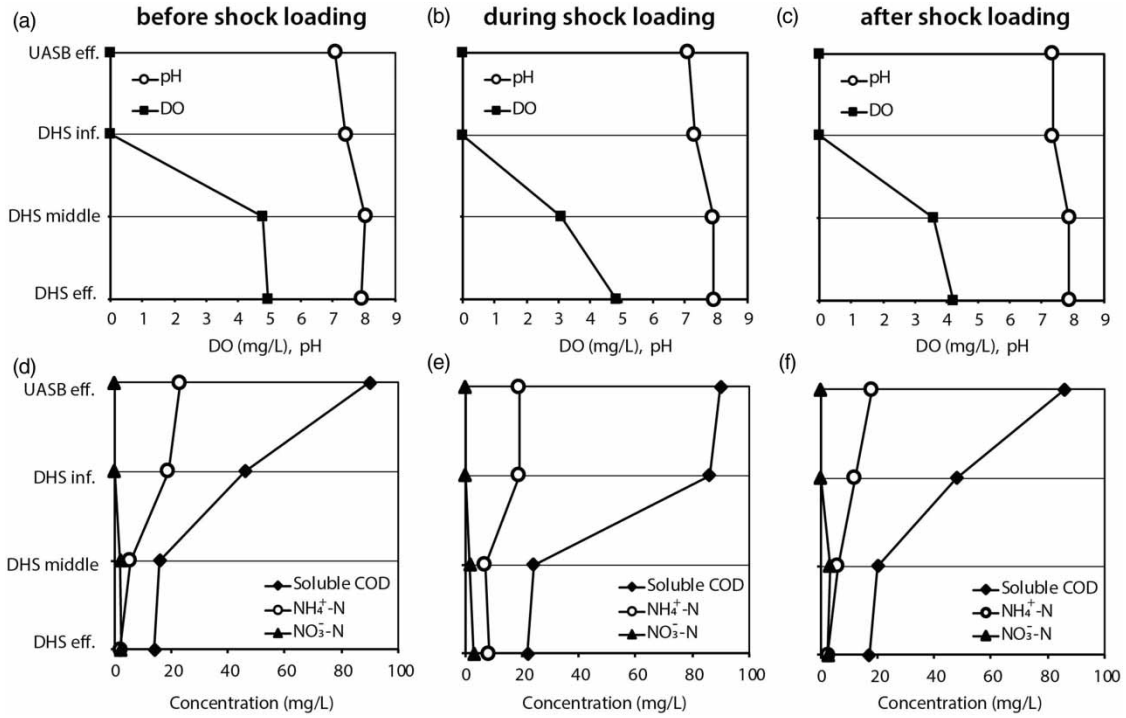 (a) before shock loading
UASB eff.
pH
DO
DHS inf.
DHS middle
DHS eff.
0 1 2 3 4 5 6 7 8 9
DO (mg/L), pH
(b) during shock loading
pH
DO
0 1 2 3 4 5 6 7 8 9
DO (mg/L), pH
(c) after shock loading
pH
DO
0 1 2 3 4 5 6 7 8 9
DO (mg/L), pH
(d)
UASB eff.
DHS inf.
DHS middle
Soluble COD
NH₄⁺-N
NO₃⁻-N
DHS eff.
0 20 40 60 80 100
Concentration (mg/L)
(e)
Soluble COD
NH₄⁺-N
NO₃⁻-N
0 20 40 60 80 100
Concentration (mg/L)
(f)
Soluble COD
NH₄⁺-N
NO₃⁻-N
0 20 40 60 80 100
Concentration (mg/L)